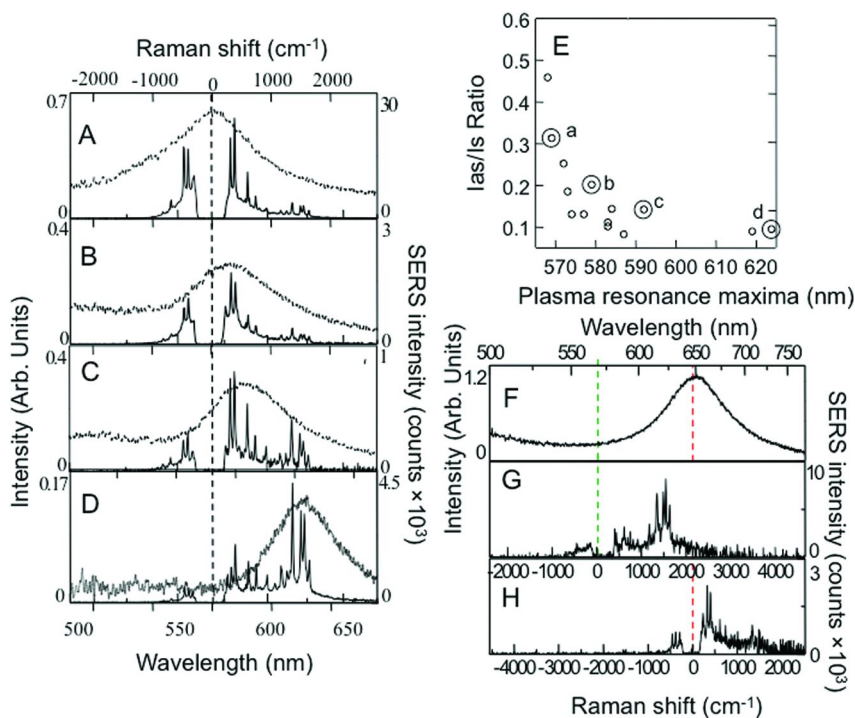 Raman shift (cm-1)
-2000 -1000 0 1000 2000
0.7 30
A
0 0
0.4 3
B
0 0
0.4 1
C
0 0
0.17 4.5
D
0 0
500 550 600 650
Wavelength (nm)
Intensity (Arb. Units)
SERS intensity (counts ×10³)
0.6
0.5
0.4
0.3
0.2
0.1
Ias/Is Ratio
E
a
b
c
d
570 580 590 600 610 620
Plasma resonance maxima (nm)
Wavelength (nm)
500 550 600 650 700 750
1.2
F
0
10
G
0
-2000 -1000 0 1000 2000 3000 4000
3
H
0
-4000 -3000 -2000 -1000 0 1000 2000
Raman shift (cm-1)
Intensity (Arb. Units)
SERS intensity (counts ×10³)